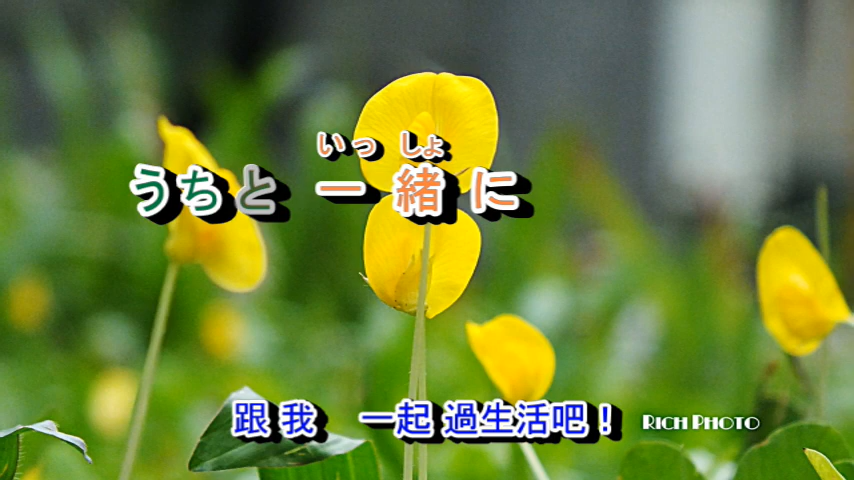 いっ しょ
うちと 一 緒 に
跟 我 一起 過生活吧！
RICH PHOTO